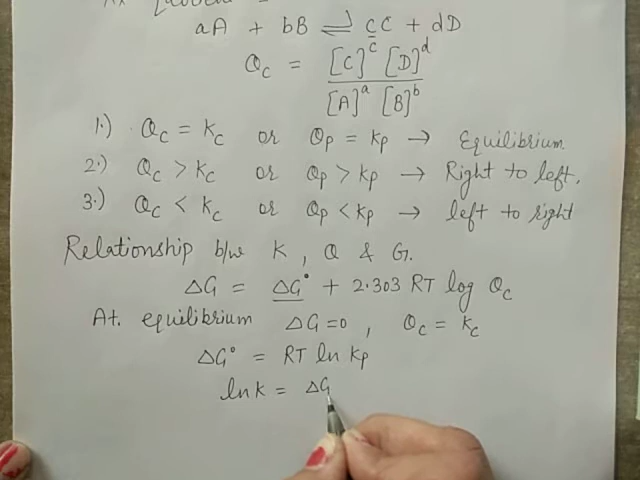 aA + bB ⇌ cC + dD
Qc = [C]^c [D]^d / [A]^a [B]^b
1.) Qc = Kc or Qp = Kp → Equilibrium
2.) Qc > Kc or Qp > Kp → Right to left,
3.) Qc < Kc or Qp < Kp → left to right
Relationship b/w K, Q & G.
ΔG = ΔG° + 2.303 RT log Qc
At. equilibrium ΔG=0, Qc = Kc
ΔG° = RT ln Kp
ln K = ΔG